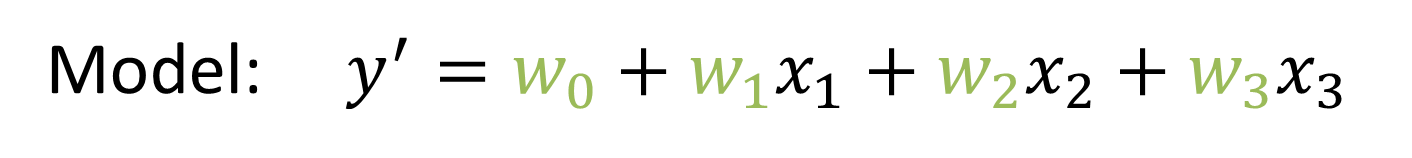 Model: y′ = w₀ + w₁x₁ + w₂x₂ + w₃x₃